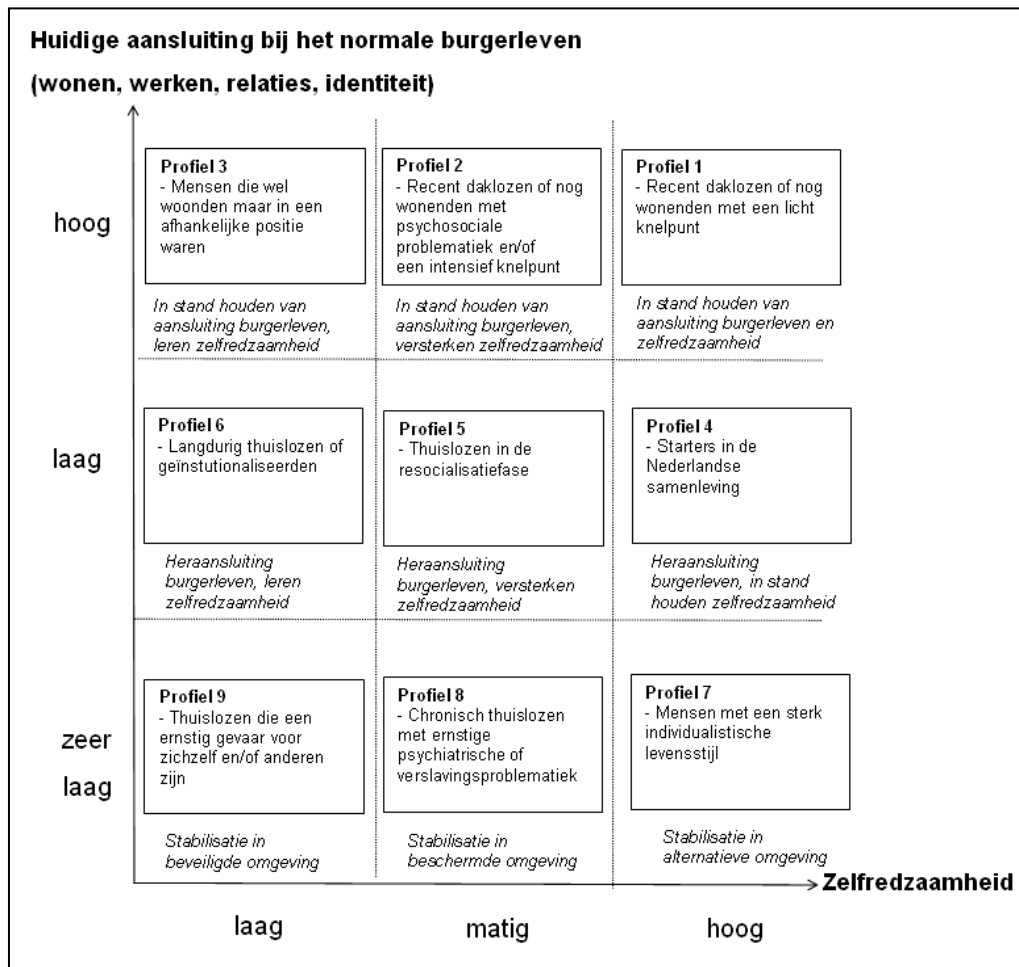 Huidige aansluiting bij het normale burgerleven
(wonen, werken, relaties, identiteit)
hoog
Profiel 3
- Mensen die wel
woonden maar in een
afhankelijke positie
waren
In stand houden van
aansluiting burgerleven,
leren zelfredzaamheid
Profiel 2
- Recent daklozen of nog
wonenden met
psychosociale
problematiek en/of
een intensief knelpunt
In stand houden van
aansluiting burgerleven,
versterken zelfredzaamheid
Profiel 1
- Recent daklozen of nog
wonenden met een licht
knelpunt
In stand houden van
aansluiting burgerleven en
zelfredzaamheid
laag
Profiel 6
- Langdurig thuislozen of
geïnstutionaliseerden
Heraansluiting
burgerleven, leren
zelfredzaamheid
Profiel 5
- Thuislozen in de
resocialisatiefase
Heraansluiting
burgerleven, versterken
zelfredzaamheid
Profiel 4
- Starters in de
Nederlandse
samenleving
Heraansluiting
burgerleven, in stand
houden zelfredzaamheid
zeer
laag
Profiel 9
- Thuislozen die een
ernstig gevaar voor
zichzelf en/of anderen
zijn
Stabilisatie in
beveiligde omgeving
Profiel 8
- Chronisch thuislozen
met ernstige
psychiatrische of
verslavingsproblematiek
Stabilisatie in
beschermde omgeving
Profiel 7
- Mensen met een sterk
individualistische
levensstijl
Stabilisatie in
alternatieve omgeving
Zelfredzaamheid
laag
matig
hoog